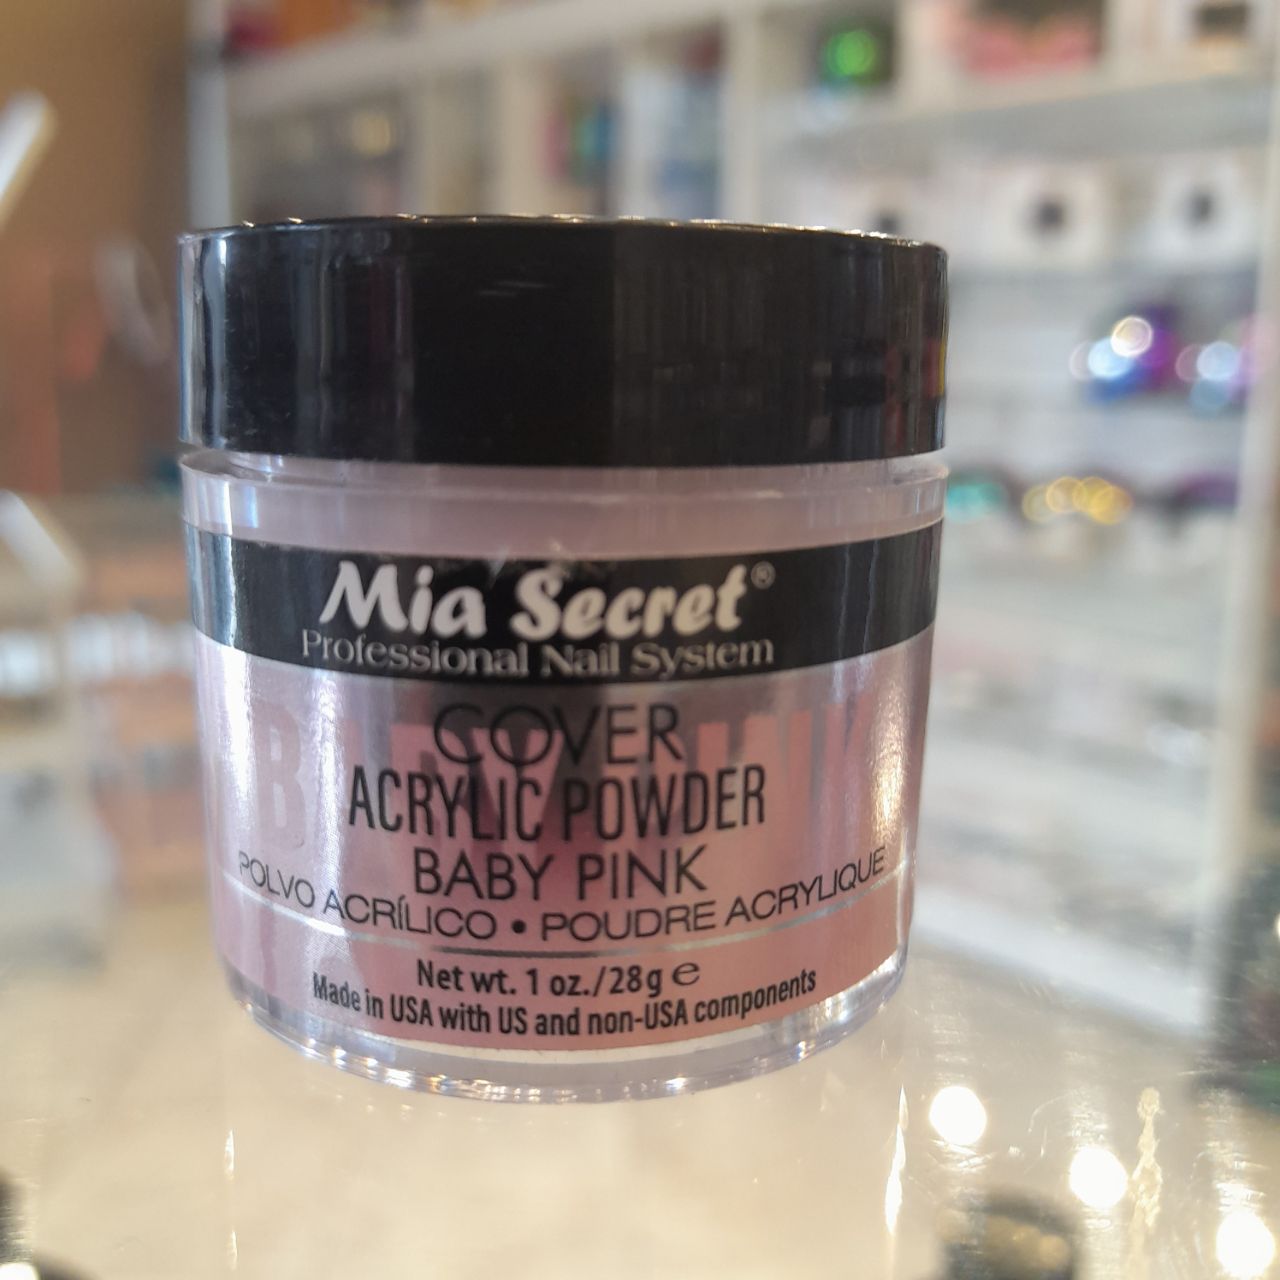 Mia Secret®
Professional Nail System
COVER
ACRYLIC POWDER
BABY PINK
POLVO ACRÍLICO • POUDRE ACRYLIQUE
Net wt. 1 oz./28g ℮
Made in USA with US and non-USA components